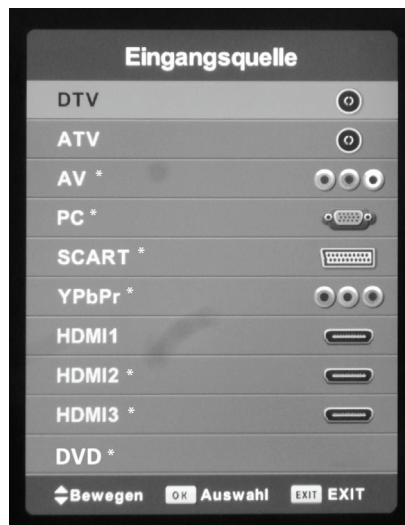 Eingangsquelle
DTV
ATV
AV *
PC *
SCART *
YPbPr *
HDMI1
HDMI2 *
HDMI3 *
DVD *
Bewegen OK Auswahl EXIT EXIT